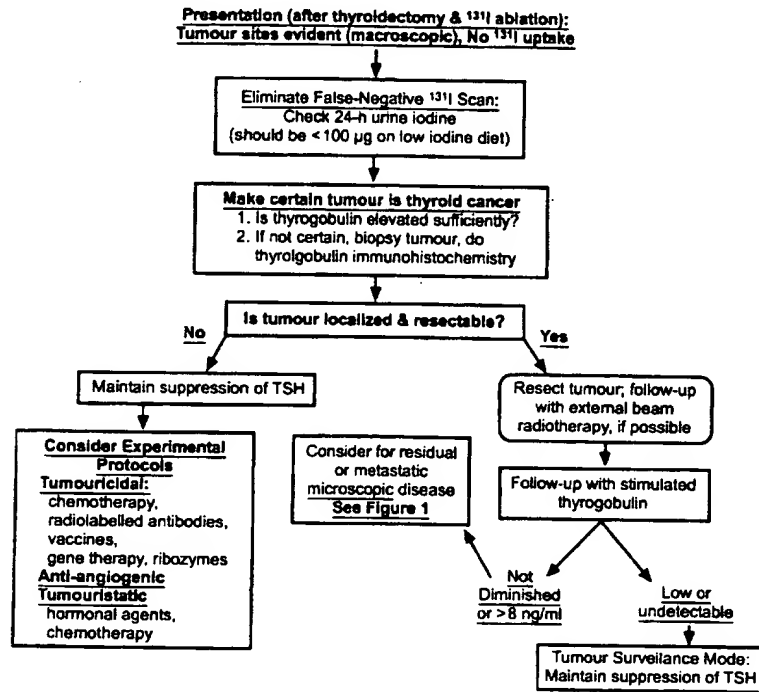 Presentation (after thyroidectomy & ¹³¹I ablation):
Tumour sites evident (macroscopic), No ¹³¹I uptake
Eliminate False-Negative ¹³¹I Scan:
Check 24-h urine iodine
(should be <100 µg on low iodine diet)
Make certain tumour is thyroid cancer
1. Is thyrogobulin elevated sufficiently?
2. If not certain, biopsy tumour, do
thyrolgobulin immunohistochemistry
Is tumour localized & resectable?
No
Yes
Maintain suppression of TSH
Consider Experimental
Protocols
Tumouricidal:
chemotherapy,
radiolabelled antibodies,
vaccines,
gene therapy, ribozymes
Anti-angiogenic
Tumouristatic
hormonal agents,
chemotherapy
Resect tumour; follow-up
with external beam
radiotherapy, if possible
Follow-up with stimulated
thyrogobulin
Consider for residual
or metastatic
microscopic disease
See Figure 1
Not
Diminished
or >8 ng/ml
Low or
undetectable
Tumour Surveilance Mode:
Maintain suppression of TSH